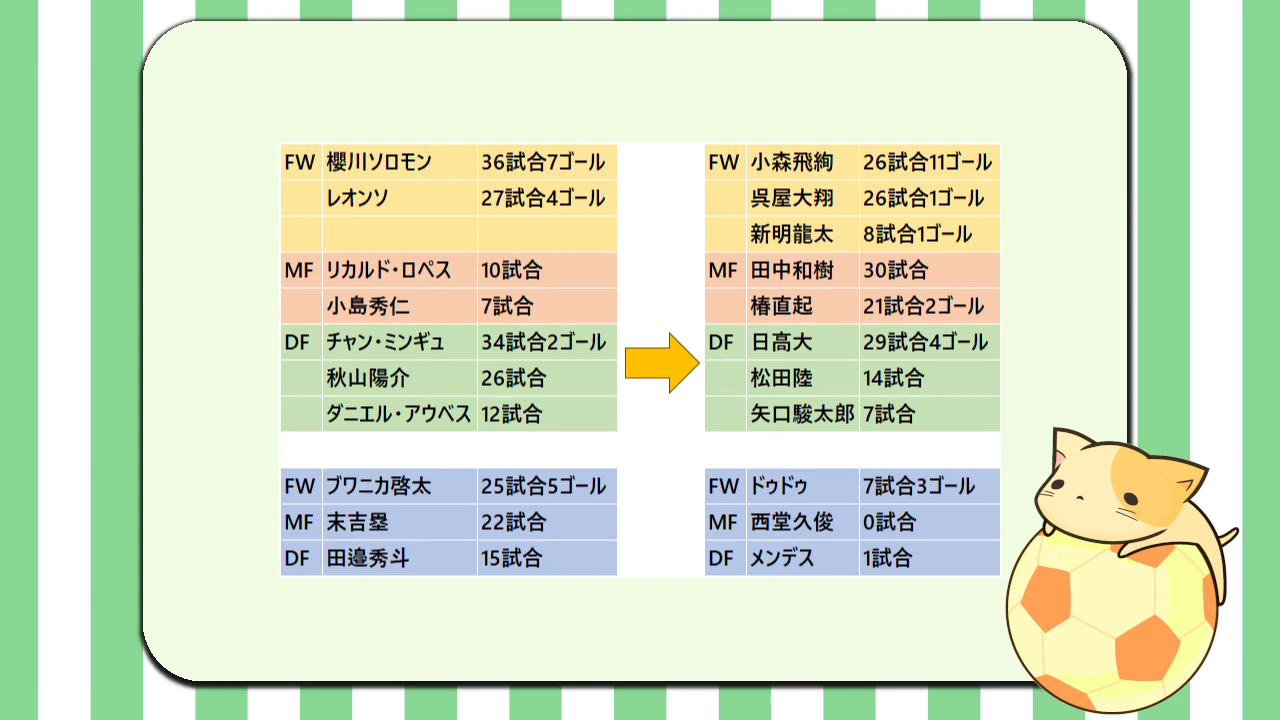 FW 櫻川ソロモン 36試合7ゴール
レオンソ 27試合4ゴール
MF リカルド・ロペス 10試合
小島秀仁 7試合
DF チャン・ミンギュ 34試合2ゴール
秋山陽介 26試合
ダニエル・アウベス 12試合
FW ブワニカ啓太 25試合5ゴール
MF 末吉塁 22試合
DF 田邉秀斗 15試合
FW 小森飛絢 26試合11ゴール
呉屋大翔 26試合1ゴール
新明龍太 8試合1ゴール
MF 田中和樹 30試合
椿直起 21試合2ゴール
DF 日高大 29試合4ゴール
松田陸 14試合
矢口駿太郎 7試合
FW ドゥドゥ 7試合3ゴール
MF 西堂久俊 0試合
DF メンデス 1試合